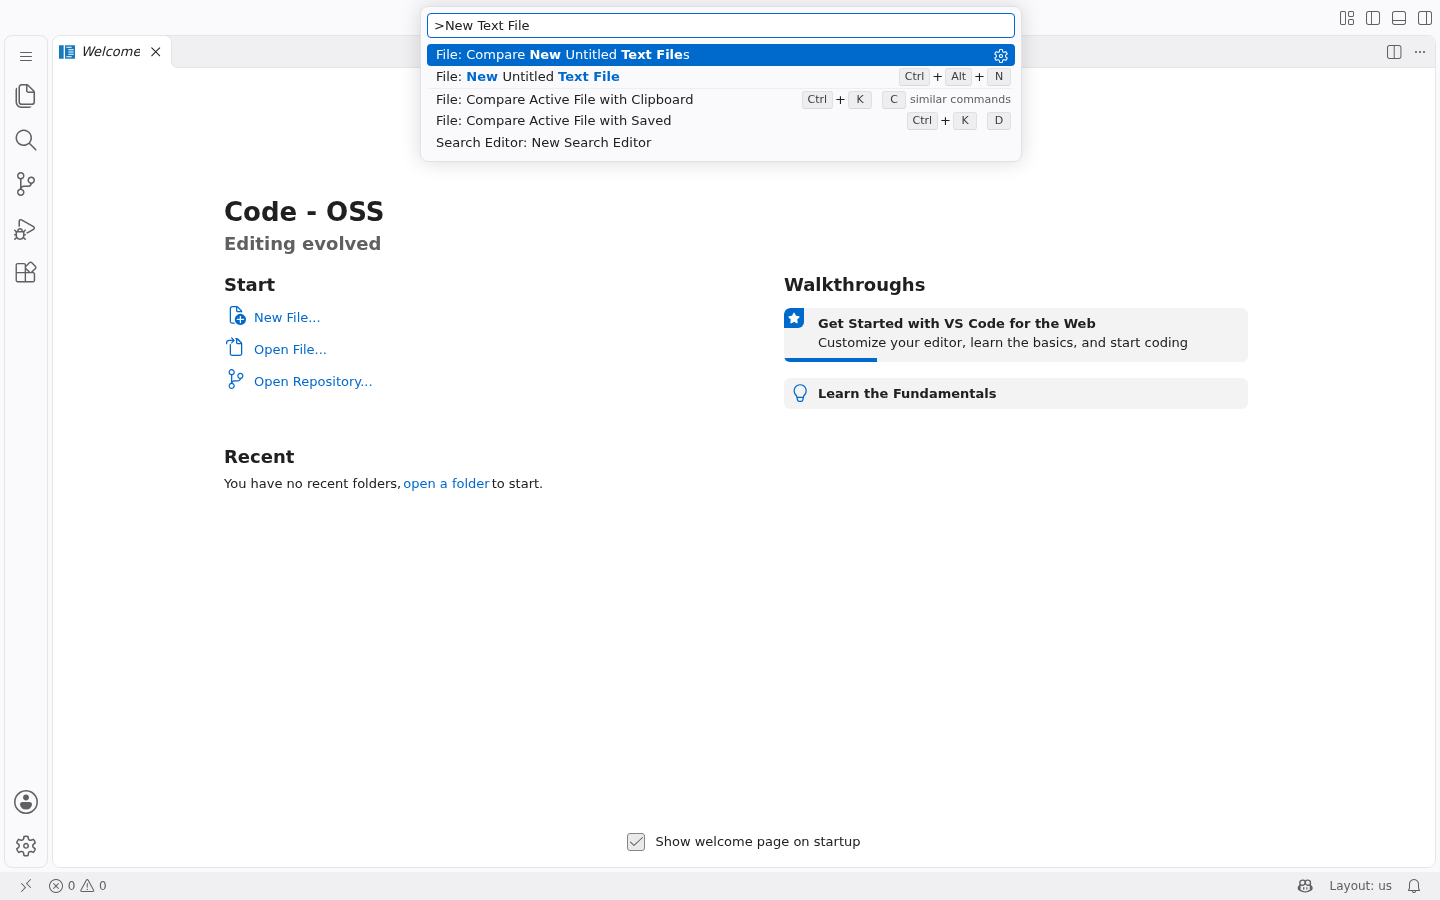 >New Text File
File: Compare New Untitled Text Files
File: New Untitled Text File Ctrl + Alt + N
File: Compare Active File with Clipboard Ctrl + K C similar commands
File: Compare Active File with Saved Ctrl + K D
Search Editor: New Search Editor
Welcome
Code - OSS
Editing evolved
Start
New File...
Open File...
Open Repository...
Walkthroughs
Get Started with VS Code for the Web
Customize your editor, learn the basics, and start coding
Learn the Fundamentals
Recent
You have no recent folders, open a folder to start.
Show welcome page on startup
0 0
Layout: us